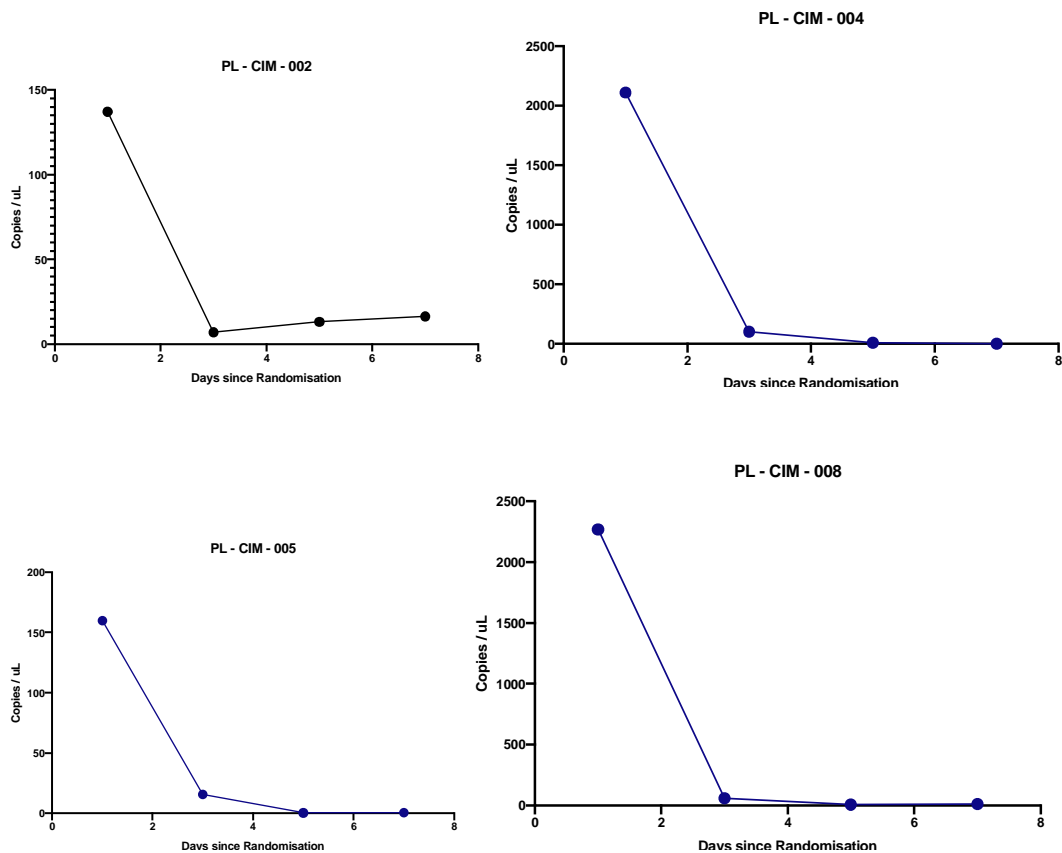 PL - CIM - 002
150
100
50
0
Copies / uL
0 2 4 6 8
Days since Randomisation
PL - CIM - 004
2500
2000
1500
1000
500
0
Copies / uL
0 2 4 6 8
Days since Randomisation
PL - CIM - 005
200
150
100
50
0
Copies / uL
0 2 4 6 8
Days since Randomisation
PL - CIM - 008
2500
2000
1500
1000
500
0
Copies / uL
0 2 4 6 8
Days since Randomisation